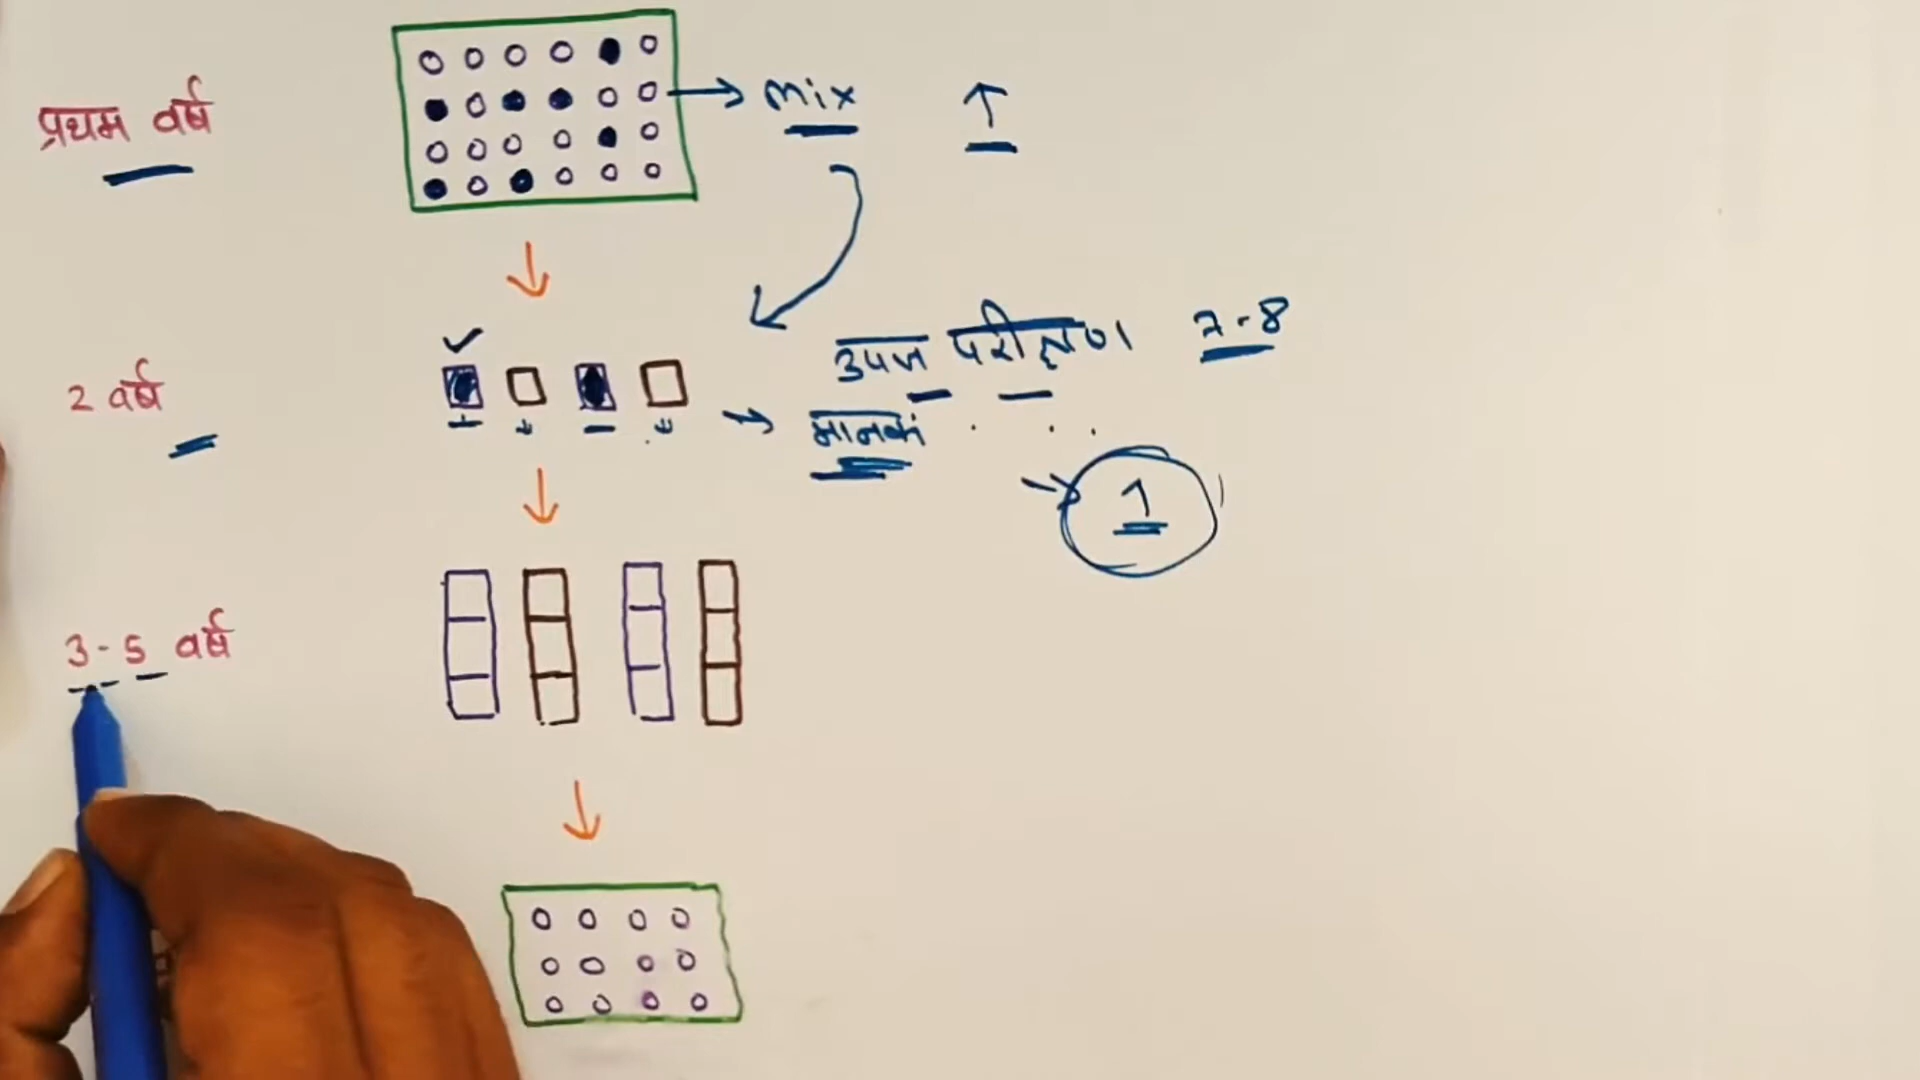 प्रथम वर्ष
mix
2 वर्ष
उपज परीक्षण 7-8
मानक
1
3-5 वर्ष